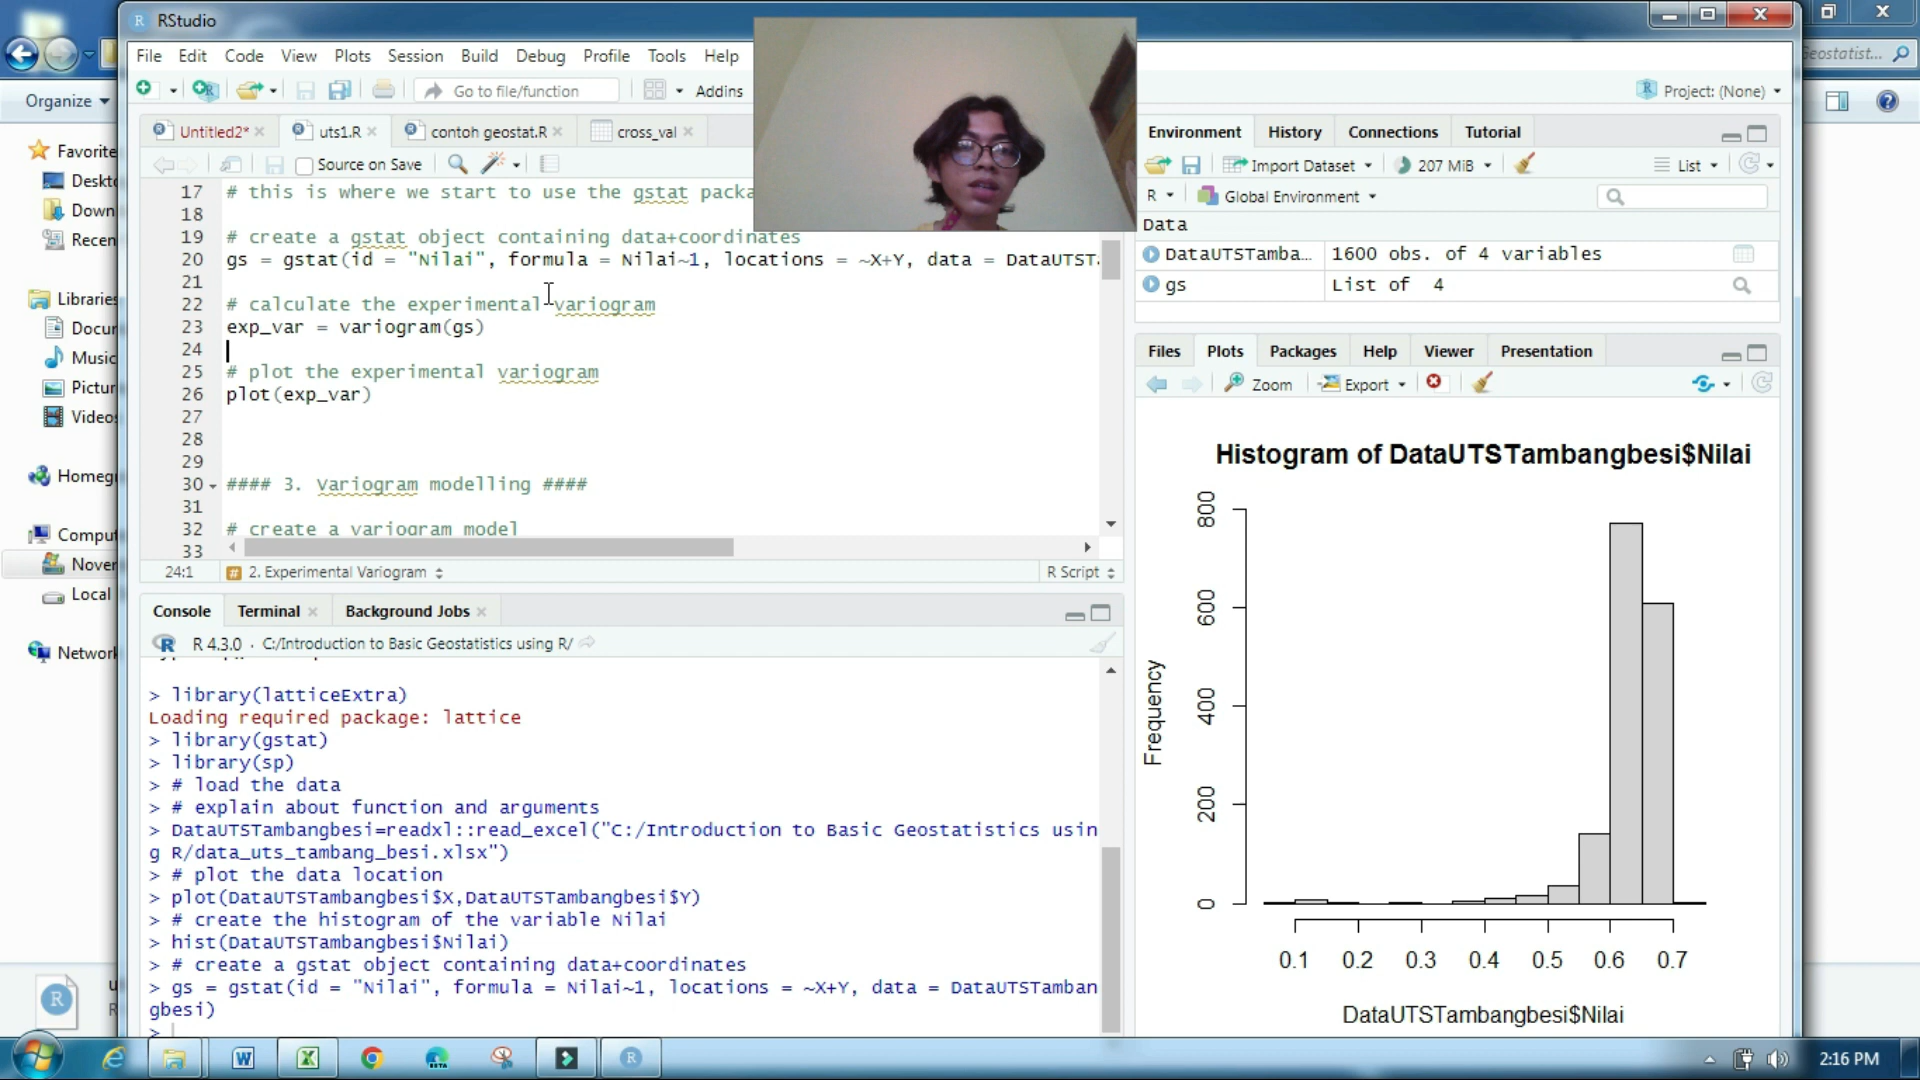 RStudio
File Edit Code View Plots Session Build Debug Profile Tools Help
Go to file/function
Addins
Project: (None)
Organize
Untitled2*
uts1.R
contoh geostat.R
cross_val
Source on Save
17 # this is where we start to use the gstat
18
19 # create a gstat object containing data+coordinates
20 gs = gstat(id = "Nilai", formula = Nilai~1, locations = ~X+Y, data =
21
22 # calculate the experimental variogram
23 exp_var = variogram(gs)
24
25 # plot the experimental variogram
26 plot(exp_var)
27
28
29
30 #### 3. Variogram modelling ####
31
32 # create a variogram model
33
24:1
2. Experimental Variogram
R Script
Console
Terminal
Background Jobs
R 4.3.0 · C:/Introduction to Basic Geostatistics using R/
> library(latticeExtra)
Loading required package: lattice
> library(gstat)
> library(sp)
> # load the data
> # explain about function and arguments
> DataUTSTambangbesi=readxl::read_excel("C:/Introduction to Basic Geostatistics usin
g R/data_uts_tambang_besi.xlsx")
> # plot the data location
> plot(DataUTSTambangbesi$X,DataUTSTambangbesi$Y)
> # create the histogram of the variable Nilai
> hist(DataUTSTambangbesi$Nilai)
> # create a gstat object containing data+coordinates
> gs = gstat(id = "Nilai", formula = Nilai~1, locations = ~X+Y, data = DataUTSTamban
gbesi)
>
Environment
History
Connections
Tutorial
Import Dataset
207 MiB
List
R
Global Environment
Data
DataUTSTamba... 1600 obs. of 4 variables
gs List of 4
Files
Plots
Packages
Help
Viewer
Presentation
Zoom
Export
Histogram of DataUTSTambangbesi$Nilai
Frequency
800
600
400
200
0
0.1 0.2 0.3 0.4 0.5 0.6 0.7
DataUTSTambangbesi$Nilai
2:16 PM